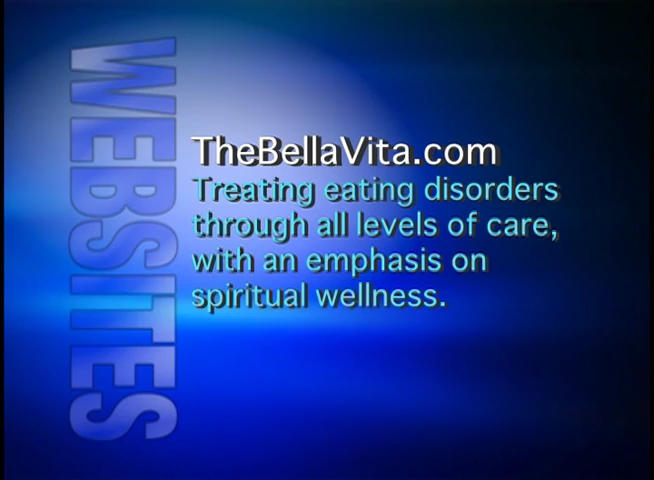 WEBSITES
TheBellaVita.com
Treating eating disorders
through all levels of care,
with an emphasis on
spiritual wellness.